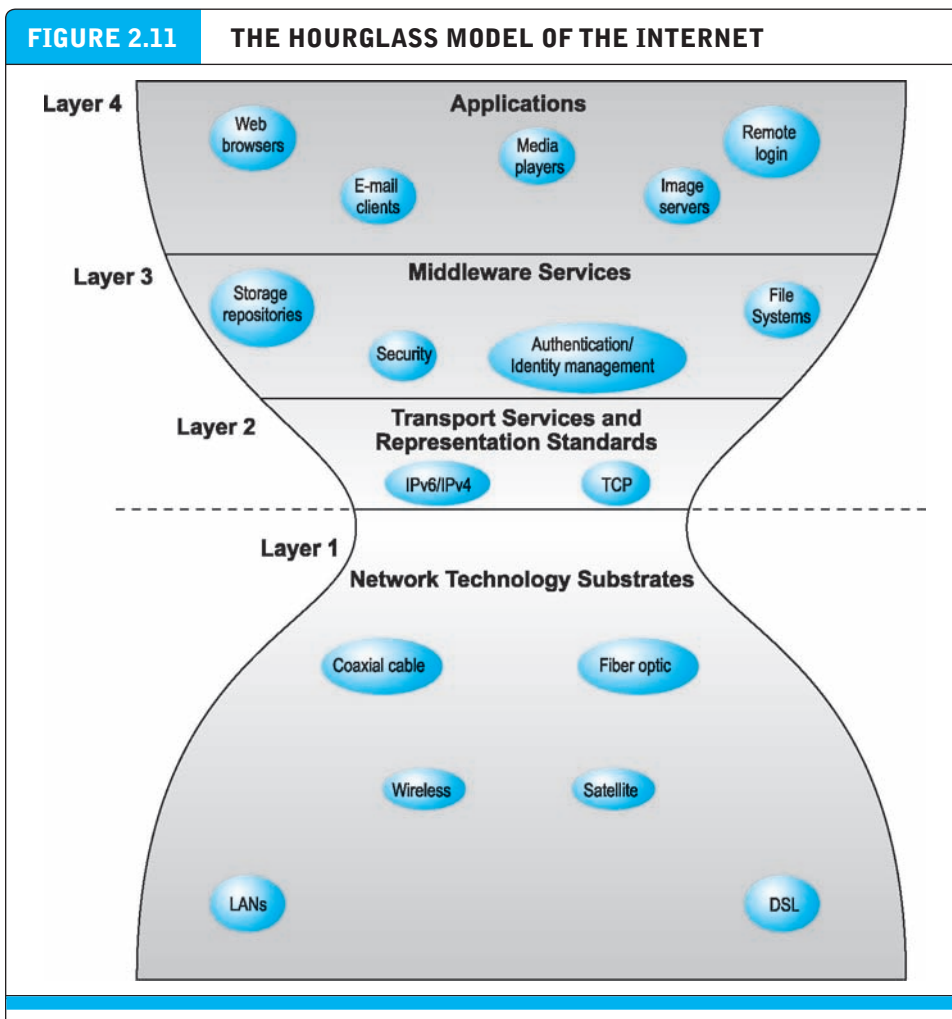 FIGURE 2.11 THE HOURGLASS MODEL OF THE INTERNET
Layer 4
Applications
Web
browsers
E-mail
clients
Media
players
Image
servers
Remote
login
Layer 3
Middleware Services
Storage
repositories
Security
Authentication/
Identity management
File
Systems
Layer 2
Transport Services and
Representation Standards
IPv6/IPv4
TCP
Layer 1
Network Technology Substrates
Coaxial cable
Fiber optic
Wireless
Satellite
LANs
DSL